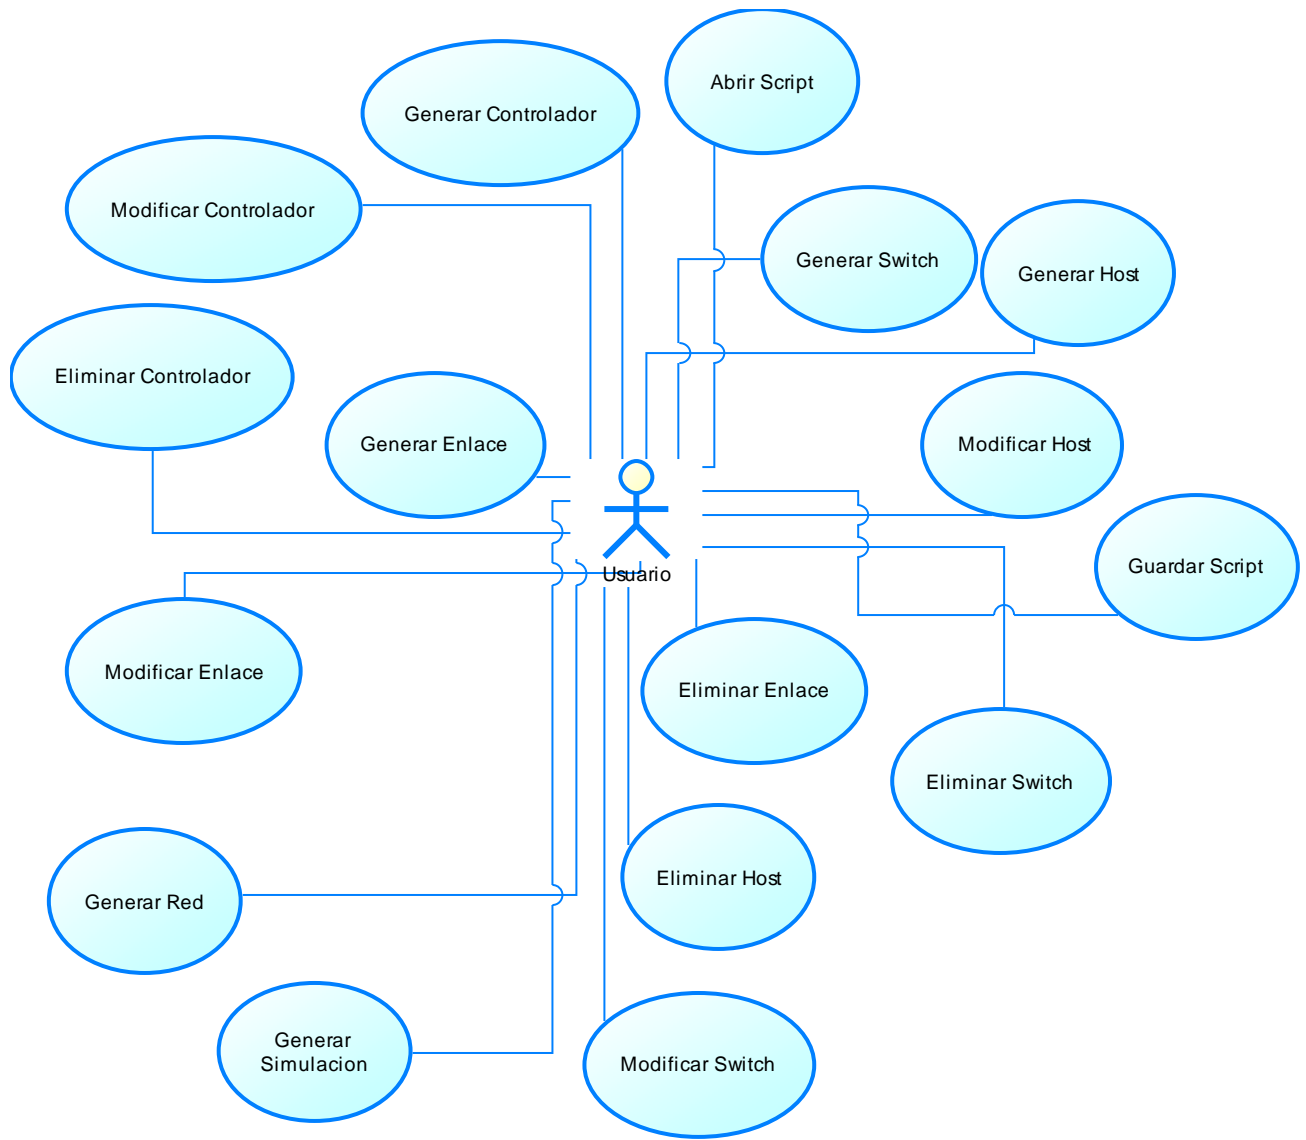 Abrir Script
Generar Controlador
Modificar Controlador
Generar Switch
Generar Host
Eliminar Controlador
Generar Enlace
Modificar Host
Guardar Script
Usuario
Modificar Enlace
Eliminar Enlace
Eliminar Switch
Eliminar Host
Generar Red
Generar
Simulacion
Modificar Switch